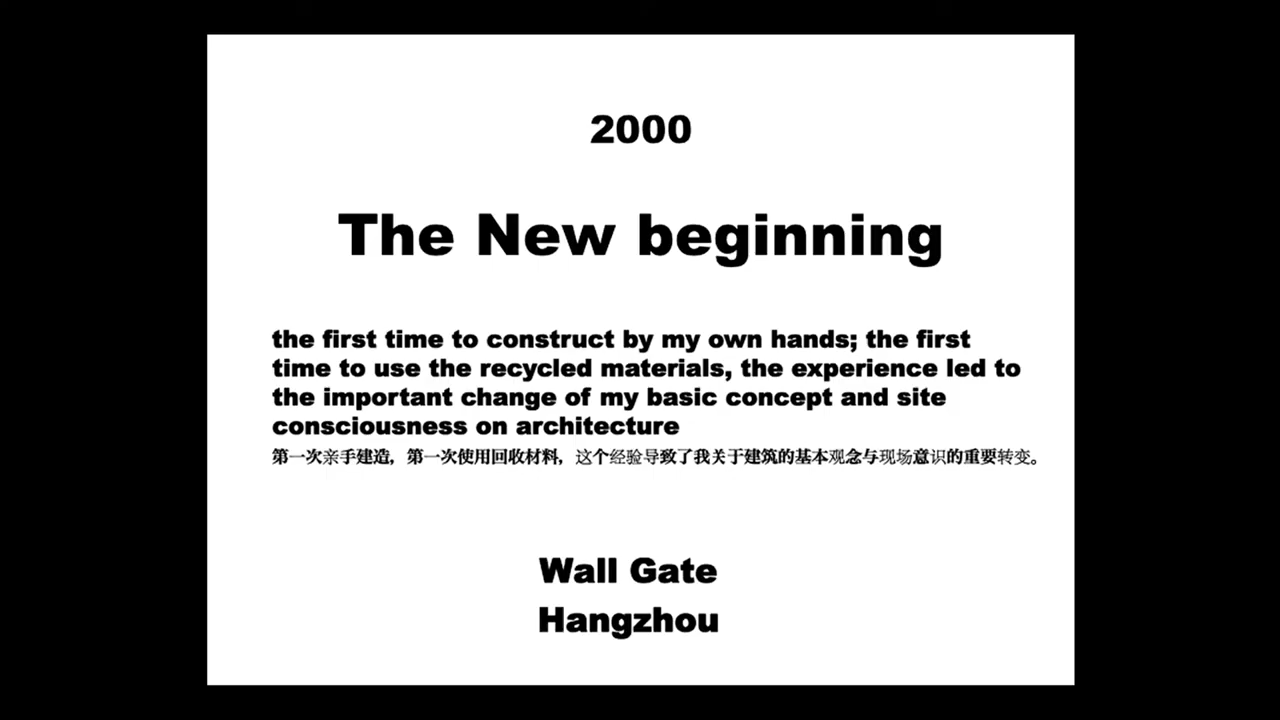 2000
The New beginning
the first time to construct by my own hands; the first
time to use the recycled materials, the experience led to
the important change of my basic concept and site
consciousness on architecture
第一次亲手建造，第一次使用回收材料，这个经验导致了我关于建筑的基本观念与现场意识的重要转变。
Wall Gate
Hangzhou